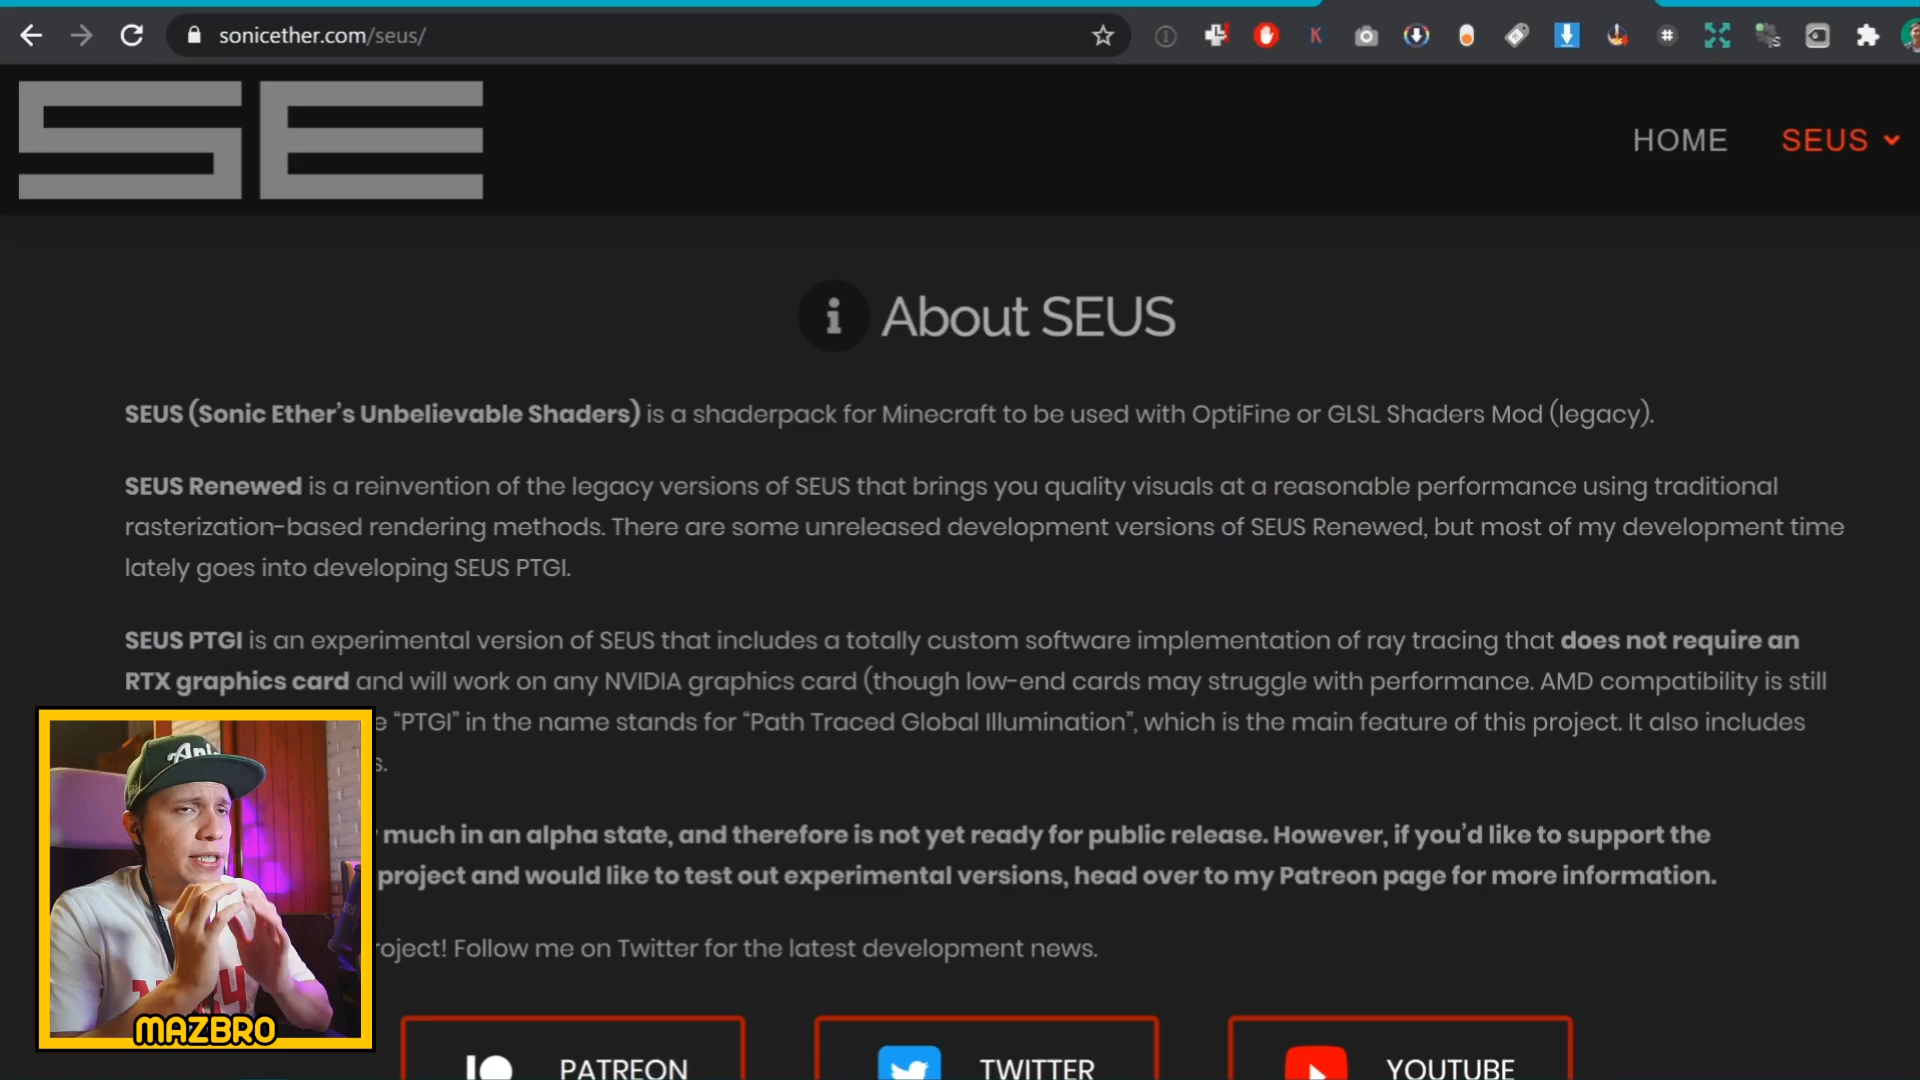 sonicether.com/seus/
SE
HOME
SEUS
About SEUS
SEUS (Sonic Ether's Unbelievable Shaders) is a shaderpack for Minecraft to be used with OptiFine or GLSL Shaders Mod (legacy).
SEUS Renewed is a reinvention of the legacy versions of SEUS that brings you quality visuals at a reasonable performance using traditional
rasterization-based rendering methods. There are some unreleased development versions of SEUS Renewed, but most of my development time
lately goes into developing SEUS PTGI.
SEUS PTGI is an experimental version of SEUS that includes a totally custom software implementation of ray tracing that does not require an
RTX graphics card and will work on any NVIDIA graphics card (though low-end cards may struggle with performance. AMD compatibility is still
e “PTGI” in the name stands for “Path Traced Global Illumination”, which is the main feature of this project. It also includes
s.
much in an alpha state, and therefore is not yet ready for public release. However, if you'd like to support the
project and would like to test out experimental versions, head over to my Patreon page for more information.
roject! Follow me on Twitter for the latest development news.
MAZBRO
PATREON
TWITTER
YOUTUBE